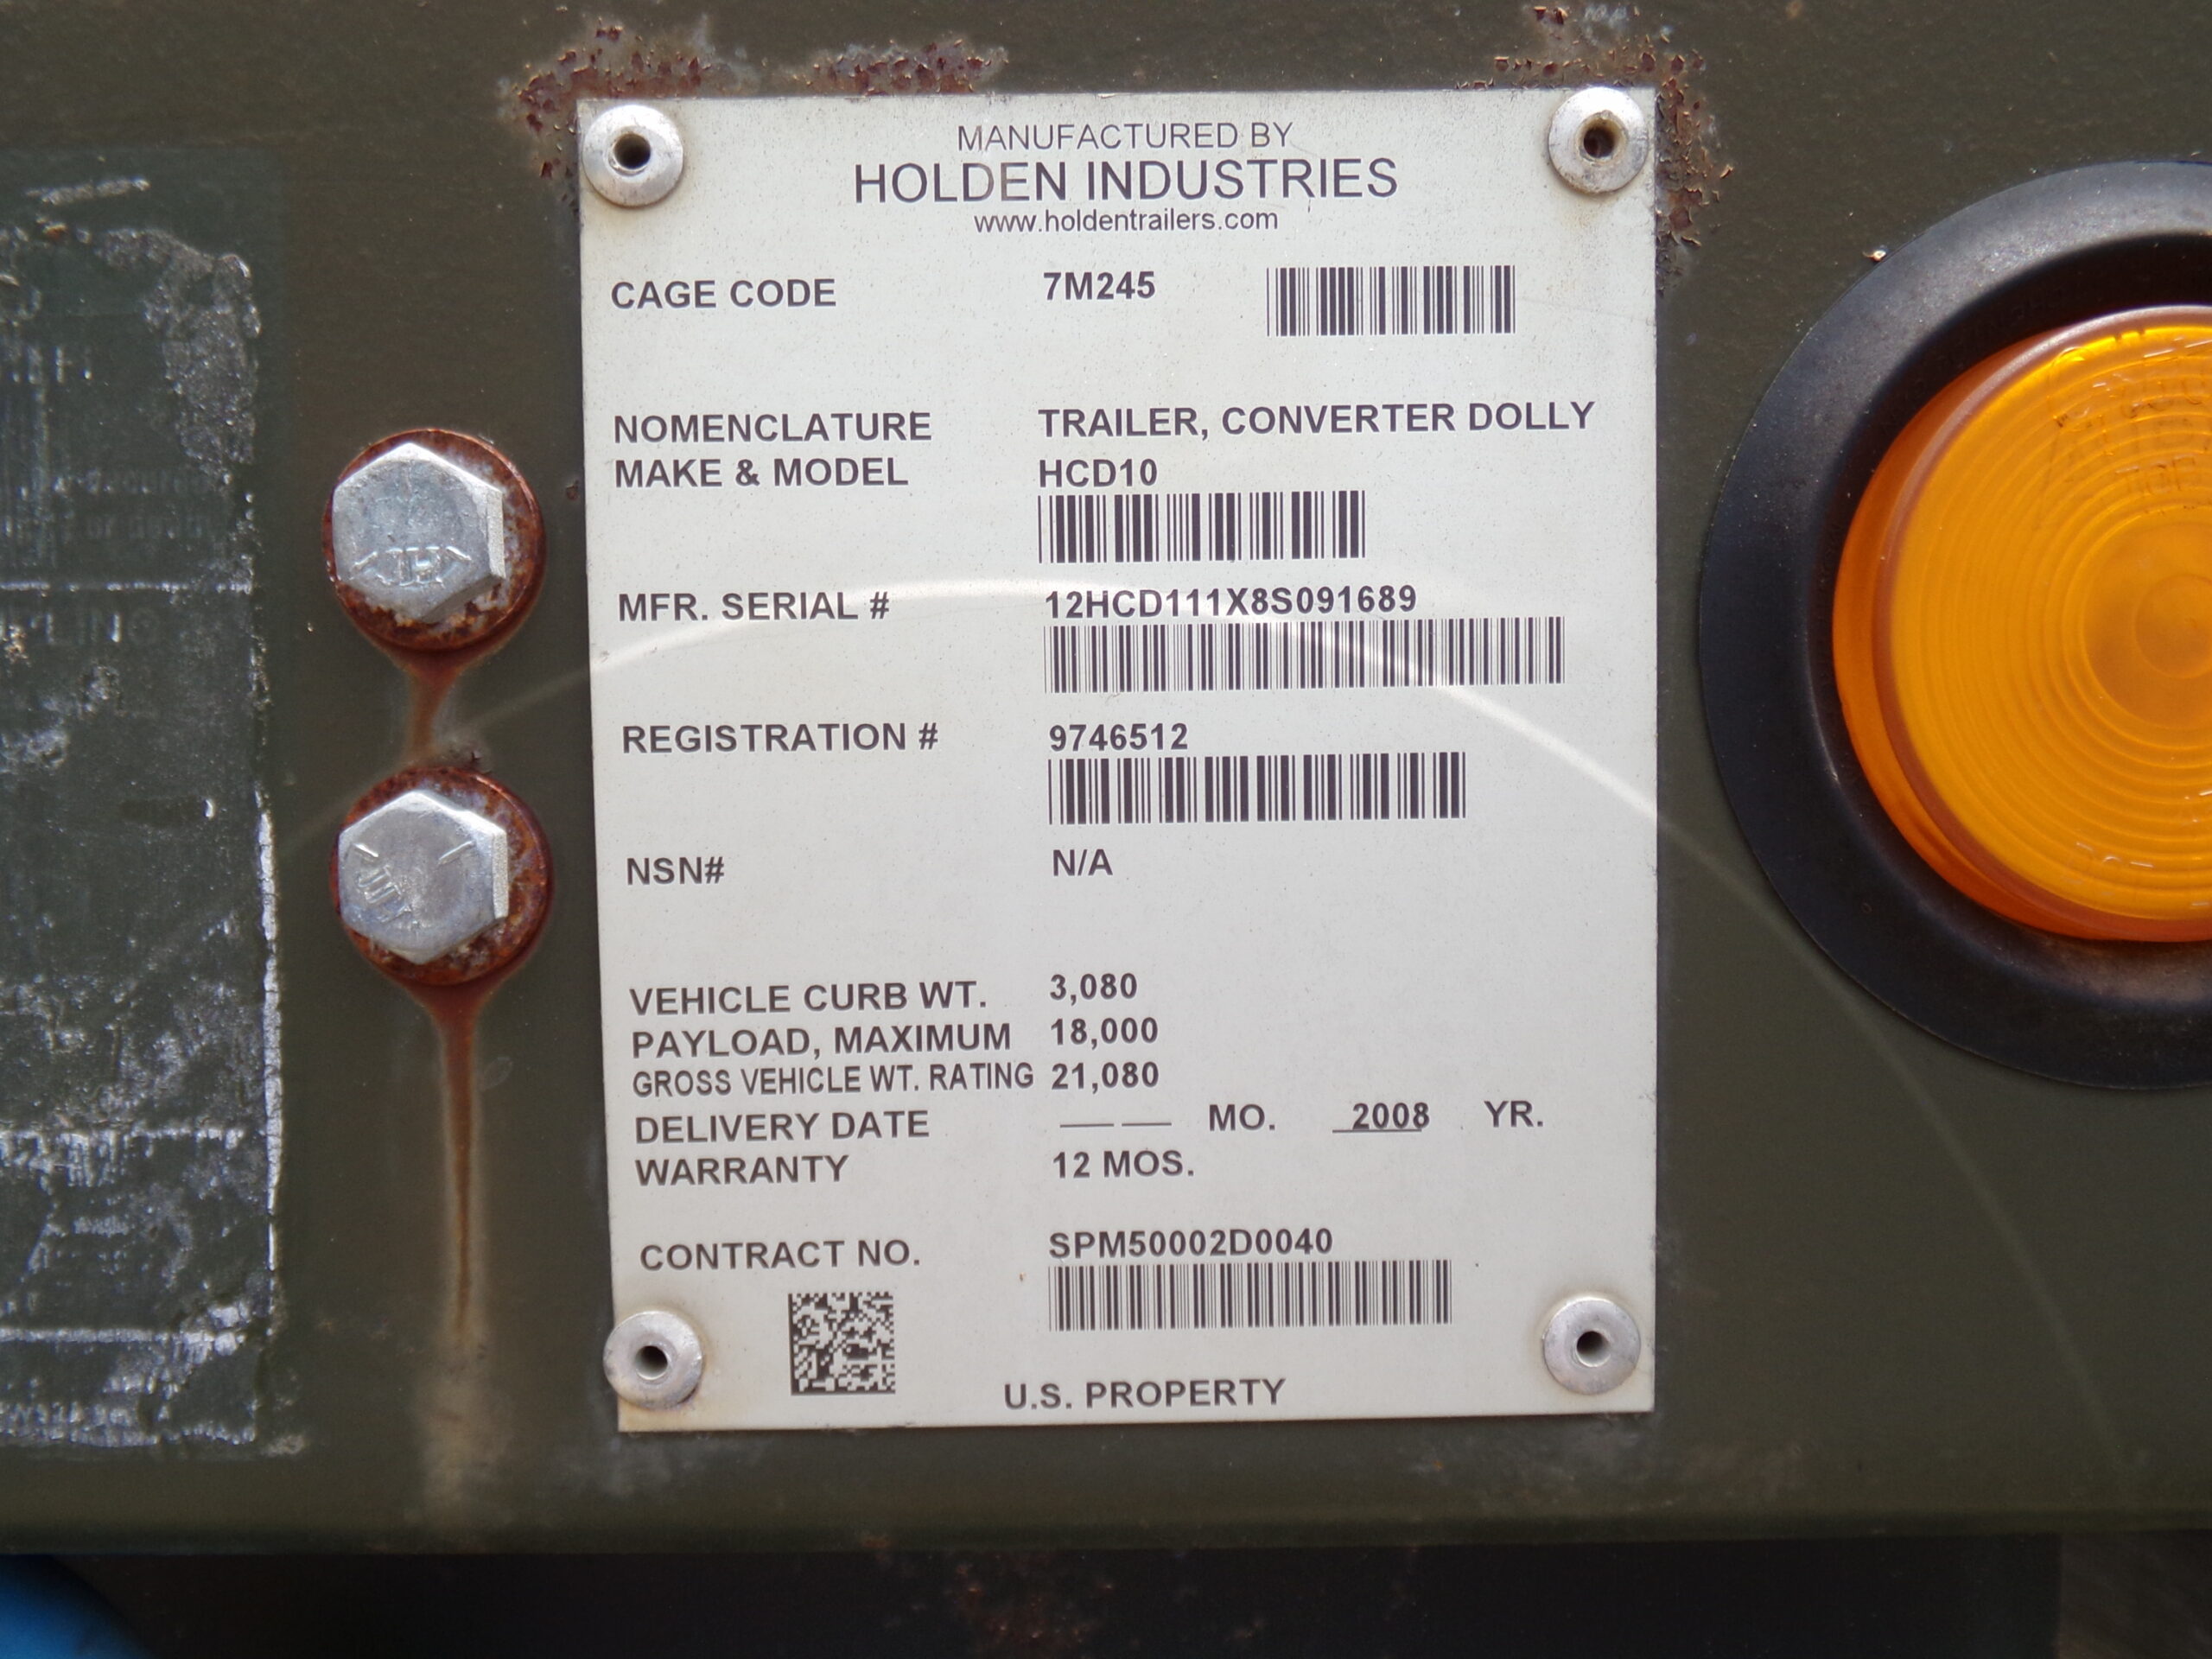 MANUFACTURED BY
HOLDEN INDUSTRIES
www.holdentrailers.com
CAGE CODE 7M245
NOMENCLATURE TRAILER, CONVERTER DOLLY
MAKE & MODEL HCD10
MFR. SERIAL # 12HCD111X8S091689
REGISTRATION # 9746512
NSN# N/A
VEHICLE CURB WT. 3,080
PAYLOAD, MAXIMUM 18,000
GROSS VEHICLE WT. RATING 21,080
DELIVERY DATE MO. 2008 YR.
WARRANTY 12 MOS.
CONTRACT NO. SPM50002D0040
U.S. PROPERTY